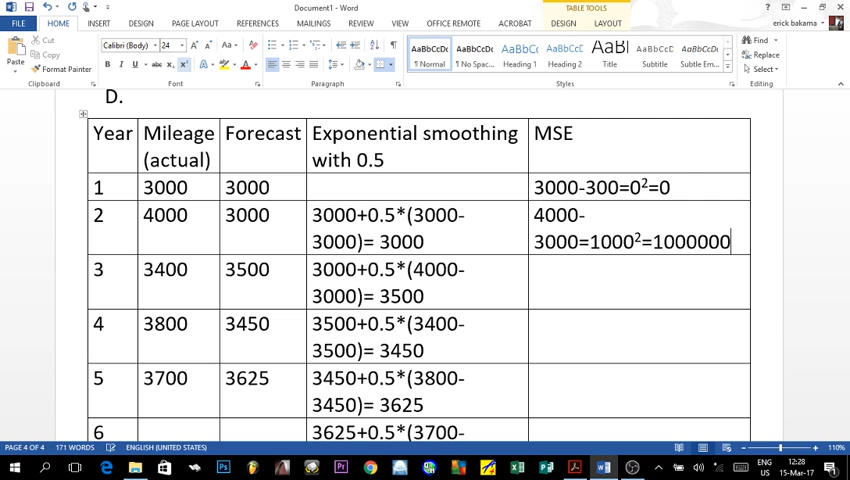 Document1 - Word
TABLE TOOLS
FILE HOME INSERT DESIGN PAGE LAYOUT REFERENCES MAILINGS REVIEW VIEW OFFICE REMOTE ACROBAT DESIGN LAYOUT erick bakama
Cut
Copy
Format Painter
Paste
Calibri (Body) 24
AaBbCcDc AaBbCcDc AaBbCc AaBbCcD AaBl AaBbCcD AaBbCcDc
¶ Normal ¶ No Spac... Heading 1 Heading 2 Title Subtitle Subtle Em...
Find
Replace
Select
Clipboard Font Paragraph Styles Editing
D.
Year Mileage (actual) Forecast Exponential smoothing with 0.5 MSE
1 3000 3000 3000-300=0²=0
2 4000 3000 3000+0.5*(3000-3000)= 3000 4000-3000=1000²=1000000
3 3400 3500 3000+0.5*(4000-3000)= 3500
4 3800 3450 3500+0.5*(3400-3500)= 3450
5 3700 3625 3450+0.5*(3800-3450)= 3625
6 3625+0.5*(3700-
PAGE 4 OF 4 171 WORDS ENGLISH (UNITED STATES) 110%
ENG
US
12:28
15-Mar-17